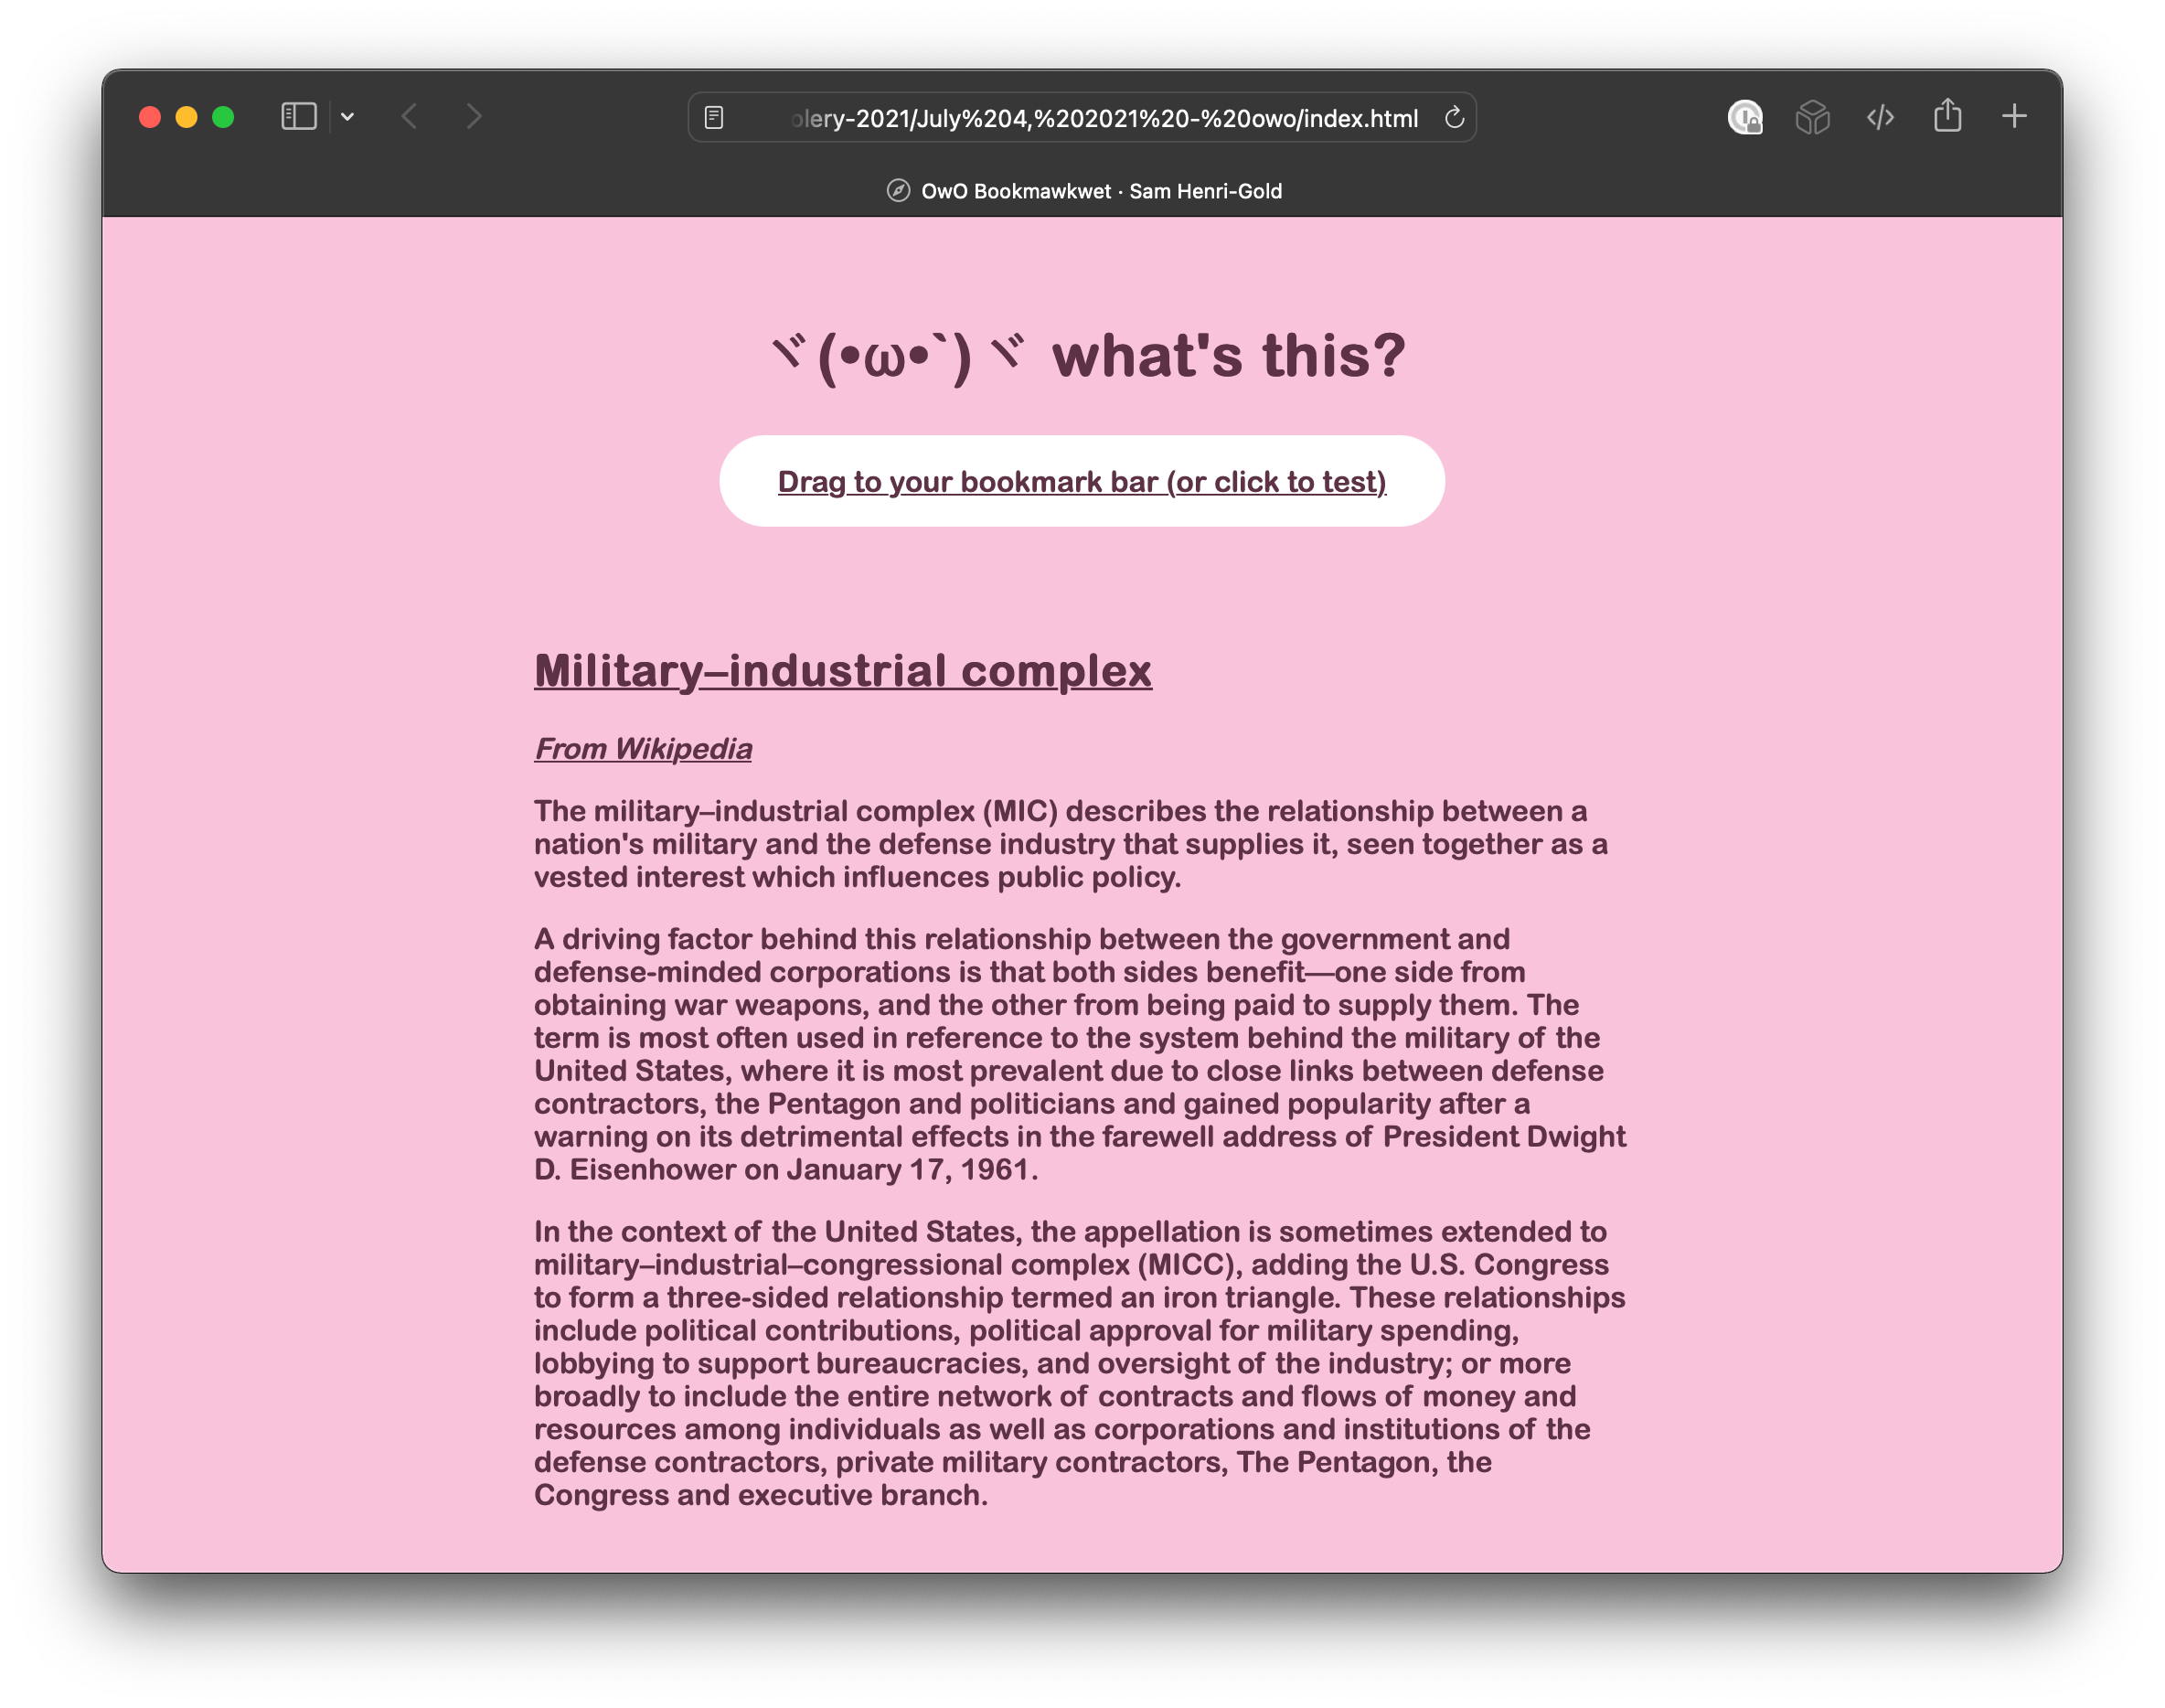 olery-2021/July%204,%202021%20-%20owo/index.html
OwO Bookmawkwet · Sam Henri-Gold
ヾ(•ω•`)ヾ what's this?
Drag to your bookmark bar (or click to test)
Military–industrial complex
From Wikipedia
The military–industrial complex (MIC) describes the relationship between a
nation's military and the defense industry that supplies it, seen together as a
vested interest which influences public policy.
A driving factor behind this relationship between the government and
defense-minded corporations is that both sides benefit—one side from
obtaining war weapons, and the other from being paid to supply them. The
term is most often used in reference to the system behind the military of the
United States, where it is most prevalent due to close links between defense
contractors, the Pentagon and politicians and gained popularity after a
warning on its detrimental effects in the farewell address of President Dwight
D. Eisenhower on January 17, 1961.
In the context of the United States, the appellation is sometimes extended to
military–industrial–congressional complex (MICC), adding the U.S. Congress
to form a three-sided relationship termed an iron triangle. These relationships
include political contributions, political approval for military spending,
lobbying to support bureaucracies, and oversight of the industry; or more
broadly to include the entire network of contracts and flows of money and
resources among individuals as well as corporations and institutions of the
defense contractors, private military contractors, The Pentagon, the
Congress and executive branch.